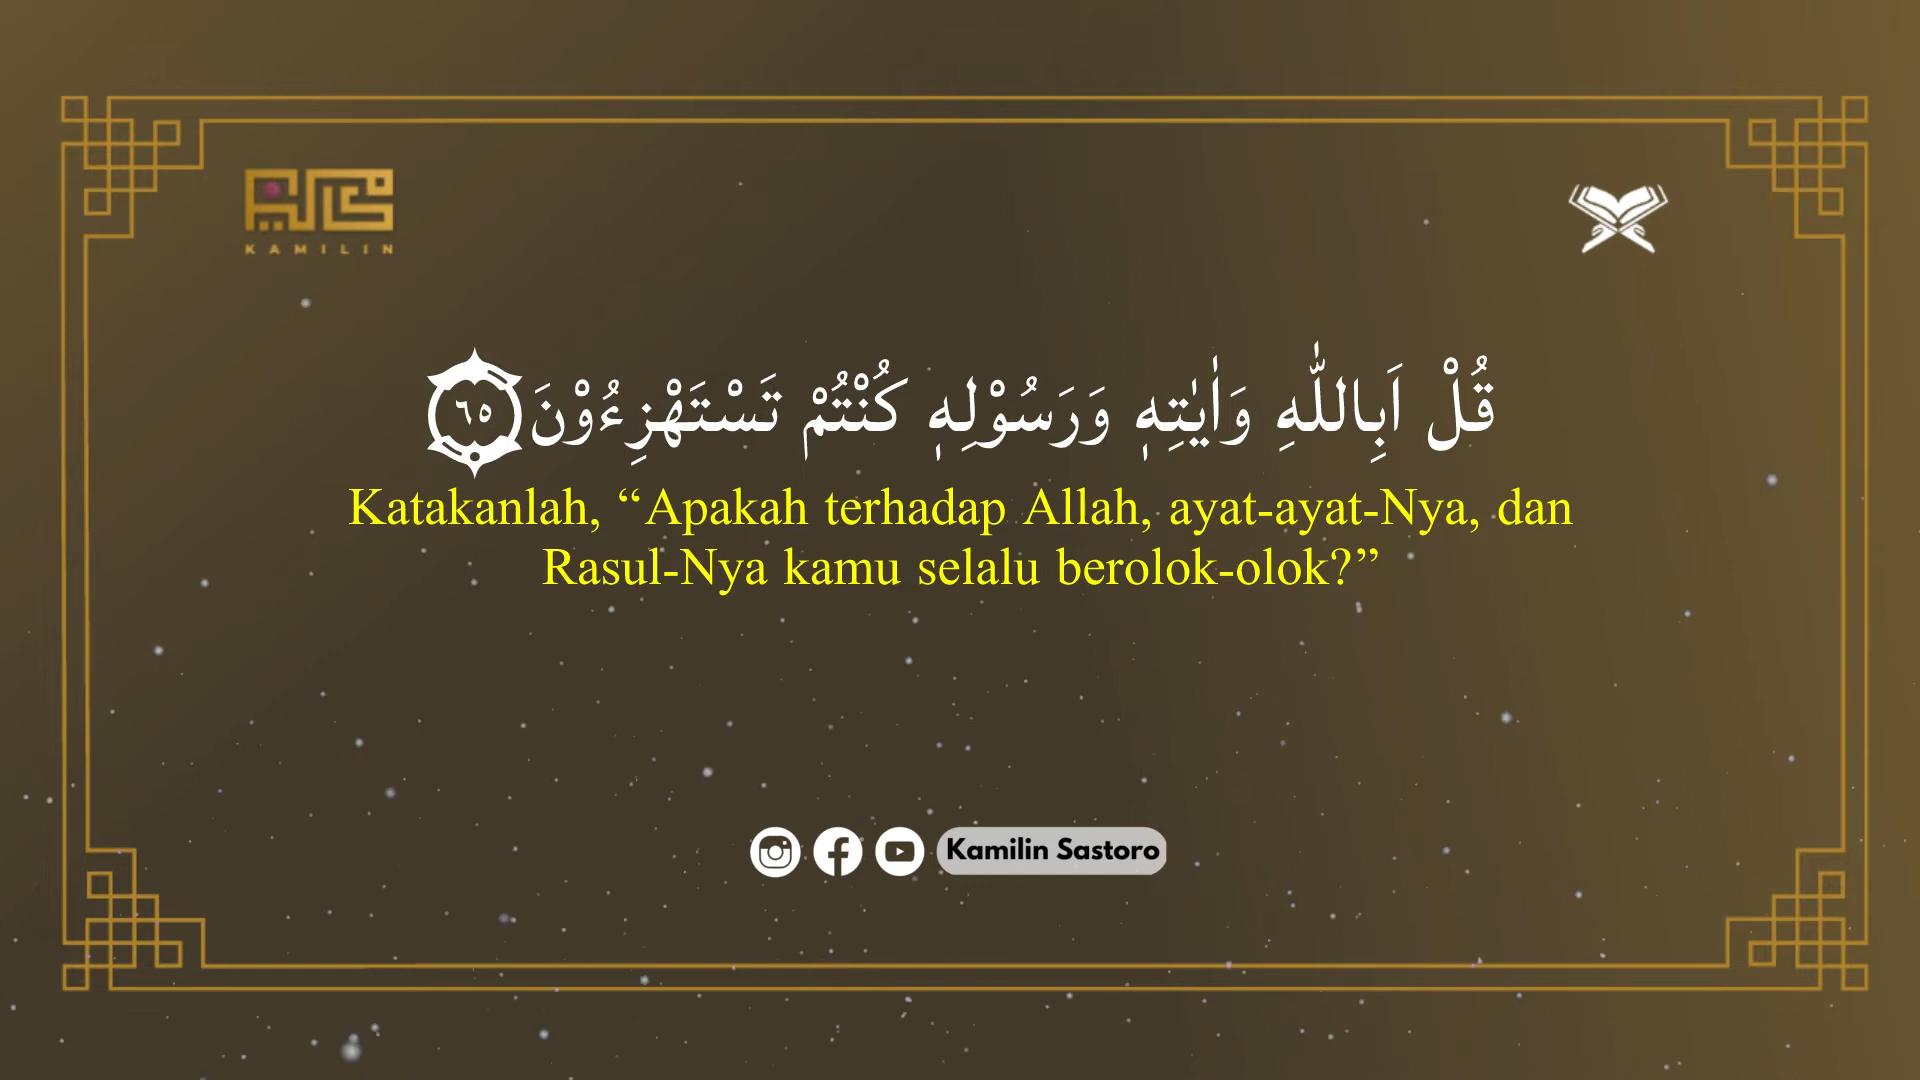 KAMILIN
قُلْ اَبِاللّٰهِ وَاٰيٰتِهٖ وَرَسُوْلِهٖ كُنْتُمْ تَسْتَهْزِءُوْنَ ٦٥
Katakanlah, “Apakah terhadap Allah, ayat-ayat-Nya, dan
Rasul-Nya kamu selalu berolok-olok?”
Kamilin Sastoro